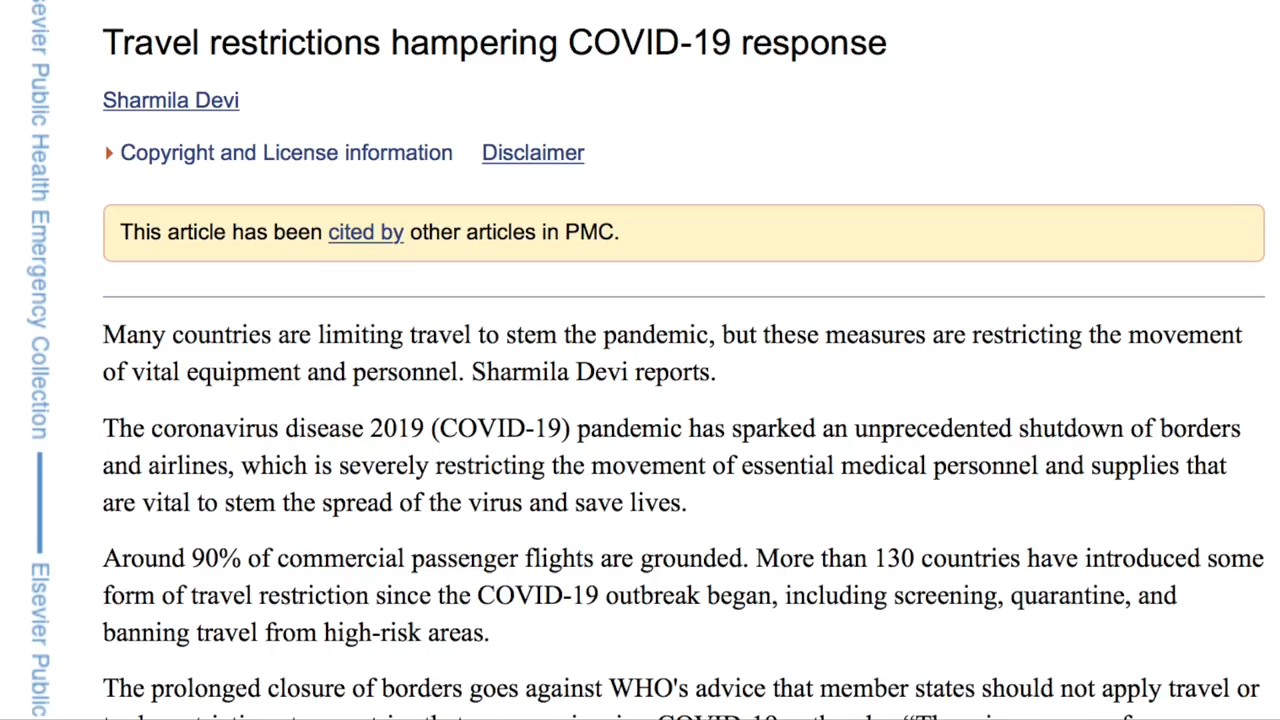 Travel restrictions hampering COVID-19 response
Sharmila Devi
Copyright and License information Disclaimer
This article has been cited by other articles in PMC.
Many countries are limiting travel to stem the pandemic, but these measures are restricting the movement
of vital equipment and personnel. Sharmila Devi reports.
The coronavirus disease 2019 (COVID-19) pandemic has sparked an unprecedented shutdown of borders
and airlines, which is severely restricting the movement of essential medical personnel and supplies that
are vital to stem the spread of the virus and save lives.
Around 90% of commercial passenger flights are grounded. More than 130 countries have introduced some
form of travel restriction since the COVID-19 outbreak began, including screening, quarantine, and
banning travel from high-risk areas.
The prolonged closure of borders goes against WHO's advice that member states should not apply travel or
sevier Public Health Emergency Collection
Elsevier Public